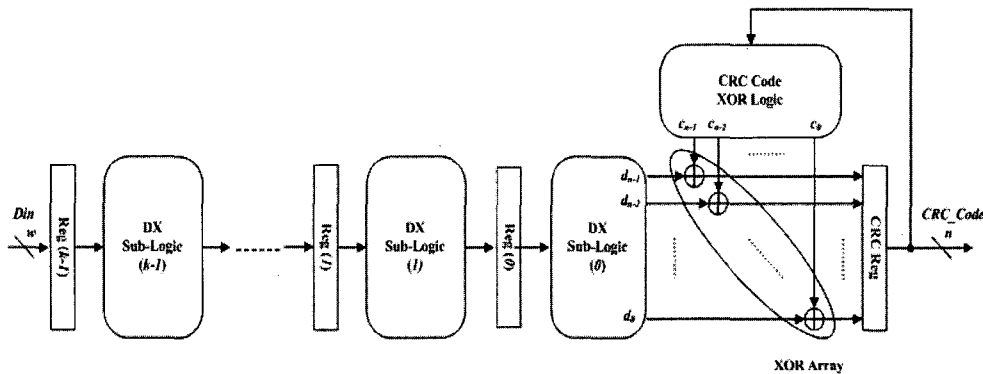 CRC Code
XOR Logic
c_{n-1} c_{n-2} c_0
Din
w
Reg (k-1)
DX
Sub-Logic
(k-1)
Reg (1)
DX
Sub-Logic
(1)
Reg (0)
DX
Sub-Logic
(0)
d_{n-1}
d_{n-2}
d_0
CRC Reg
CRC_Code
n
XOR Array